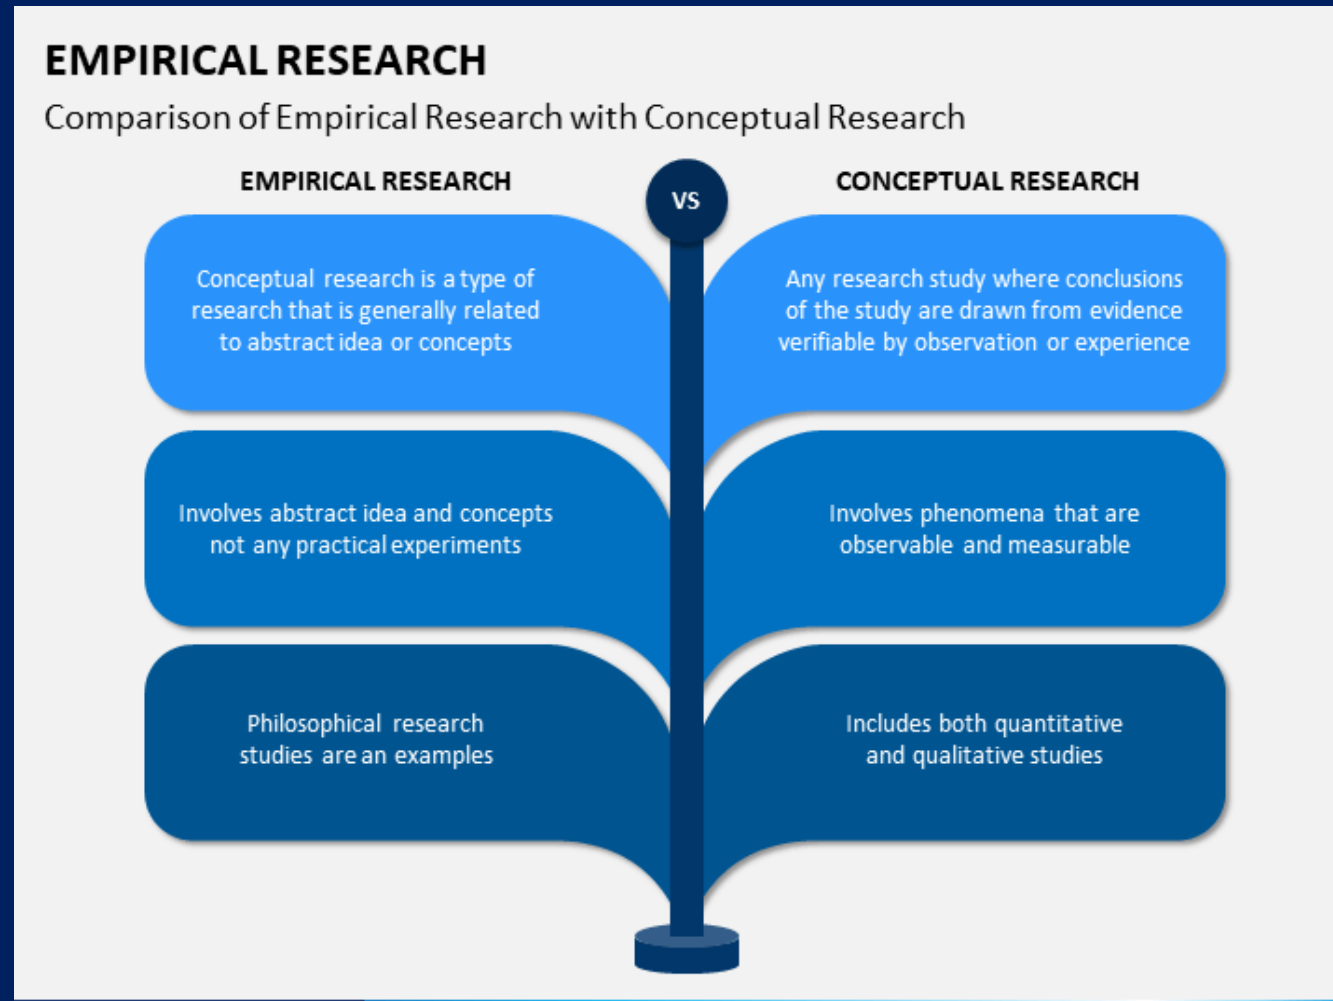 EMPIRICAL RESEARCH
Comparison of Empirical Research with Conceptual Research
EMPIRICAL RESEARCH
VS
CONCEPTUAL RESEARCH
Conceptual research is a type of
research that is generally related
to abstract idea or concepts
Any research study where conclusions
of the study are drawn from evidence
verifiable by observation or experience
Involves abstract idea and concepts
not any practical experiments
Involves phenomena that are
observable and measurable
Philosophical research
studies are an examples
Includes both quantitative
and qualitative studies